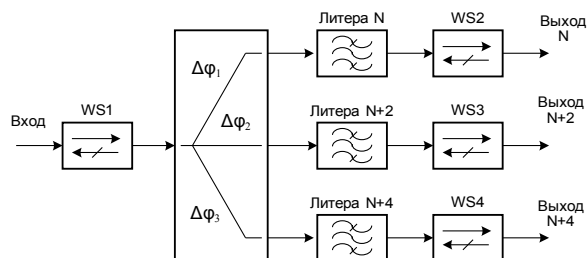 Литера N
WS2
Выход
N
Δφ1
Вход
WS1
Δφ2
Литера N+2
WS3
Выход
N+2
Δφ3
Литера N+4
WS4
Выход
N+4